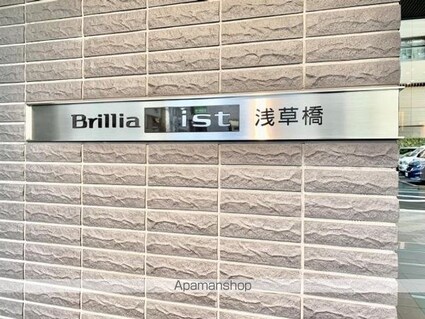 Brillia ist 浅草橋
Apamanshop